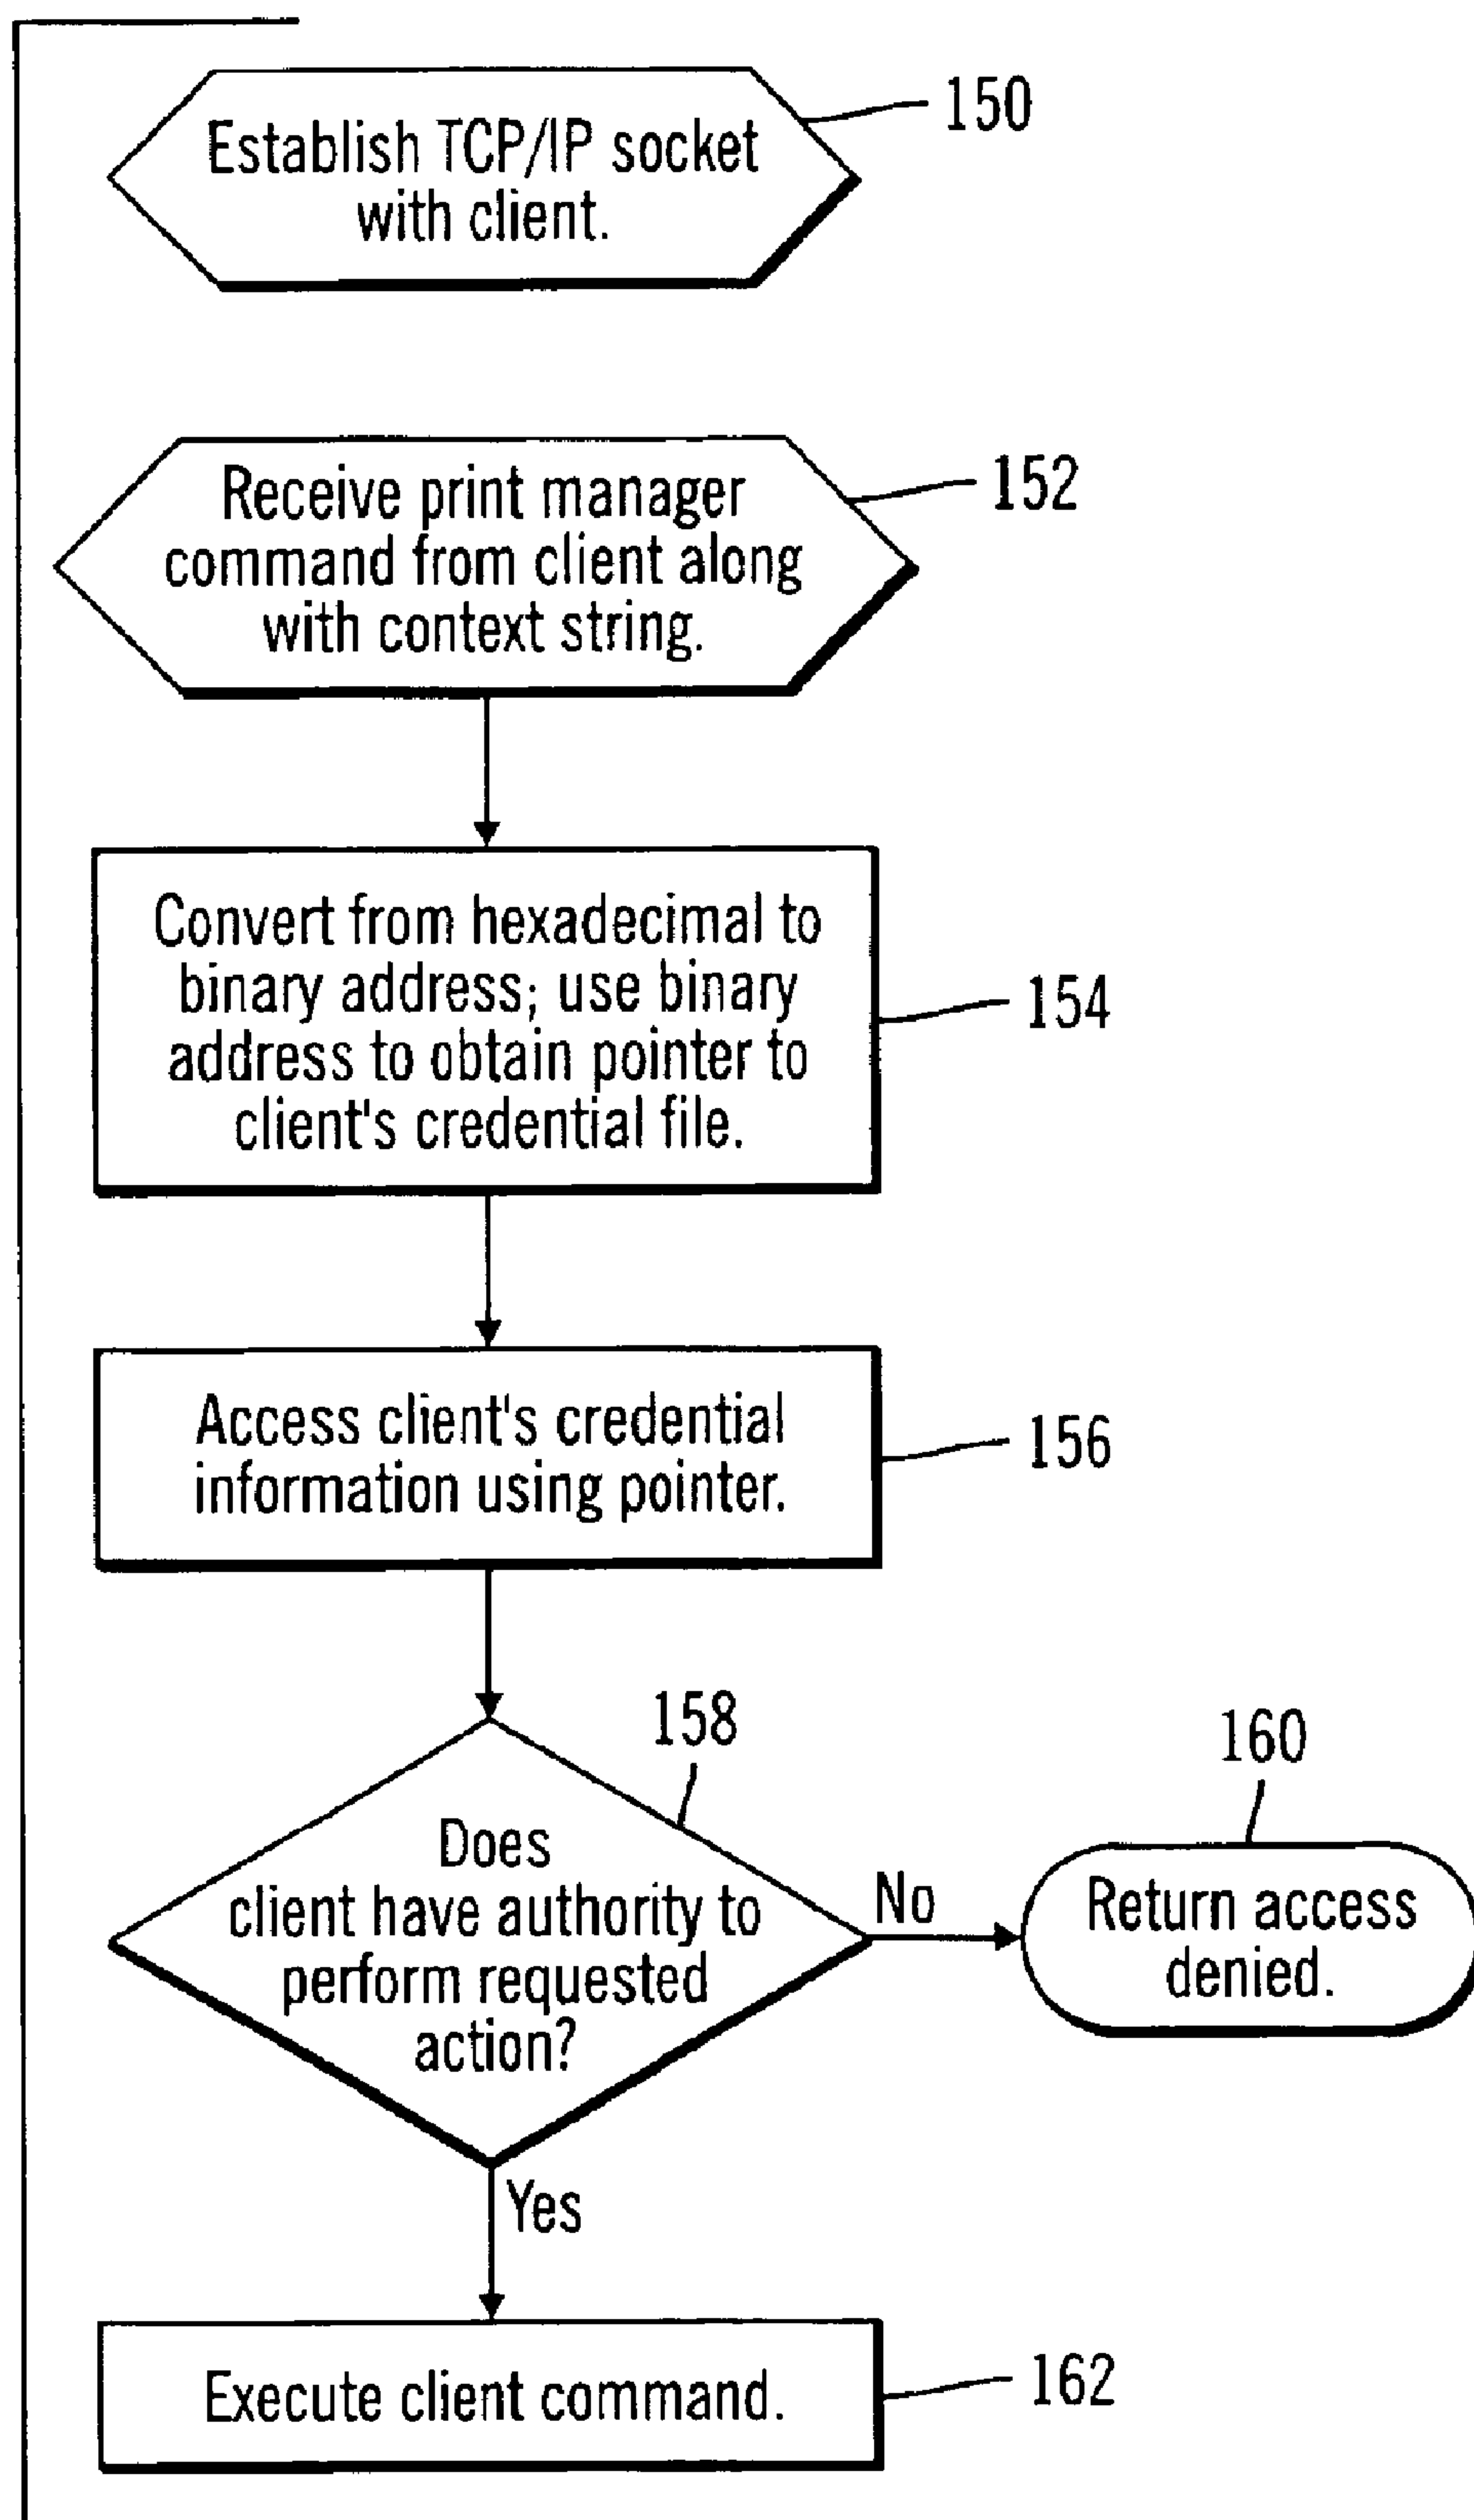 150
Establish TCP/IP socket
with client.
152
Receive print manager
command from client along
with context string.
Convert from hexadecimal to
binary address; use binary
address to obtain pointer to
client's credential file.
154
Access client's credential
information using pointer.
156
158
Does
client have authority to
perform requested
action?
No
160
Return access
denied.
Yes
Execute client command.
162